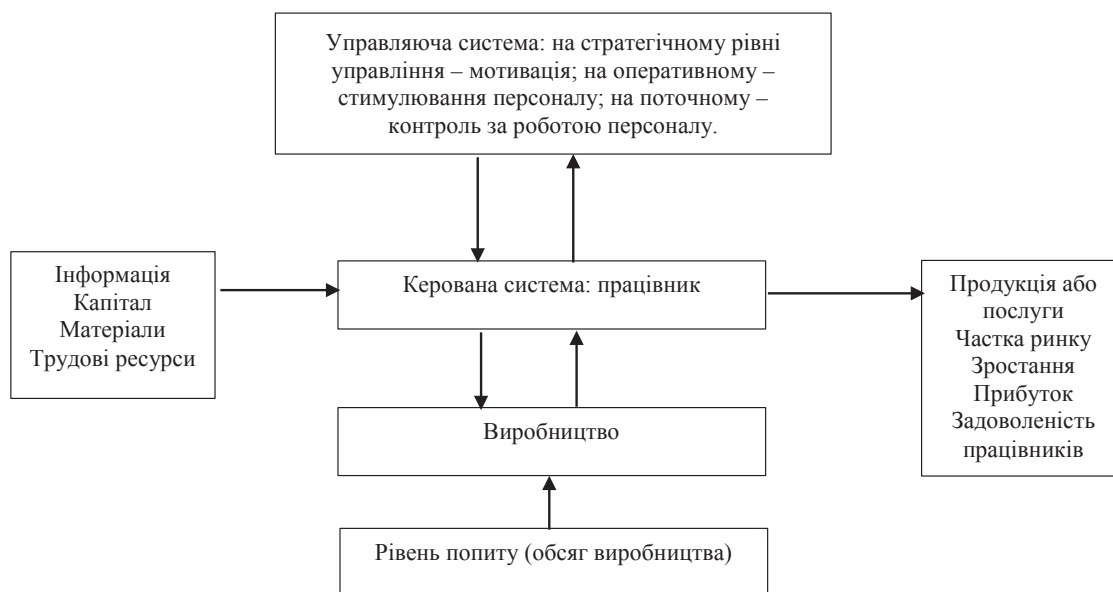 Управляюча система: на стратегічному рівні
управління – мотивація; на оперативному –
стимулювання персоналу; на поточному –
контроль за роботою персоналу.
Інформація
Капітал
Матеріали
Трудові ресурси
Керована система: працівник
Продукція або
послуги
Частка ринку
Зростання
Прибуток
Задоволеність
працівників
Виробництво
Рівень попиту (обсяг виробництва)